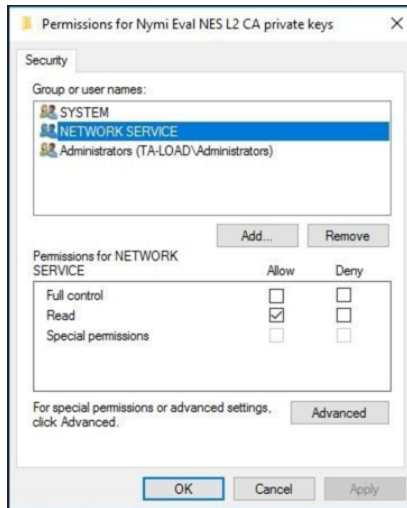 Permissions for Nymi Eval NES L2 CA private keys
Security
Group or user names:
SYSTEM
NETWORK SERVICE
Administrators (TA-LOAD\Administrators)
Add...
Remove
Permissions for NETWORK
SERVICE
Allow
Deny
Full control
Read
Special permissions
For special permissions or advanced settings,
click Advanced.
Advanced
OK
Cancel
Apply